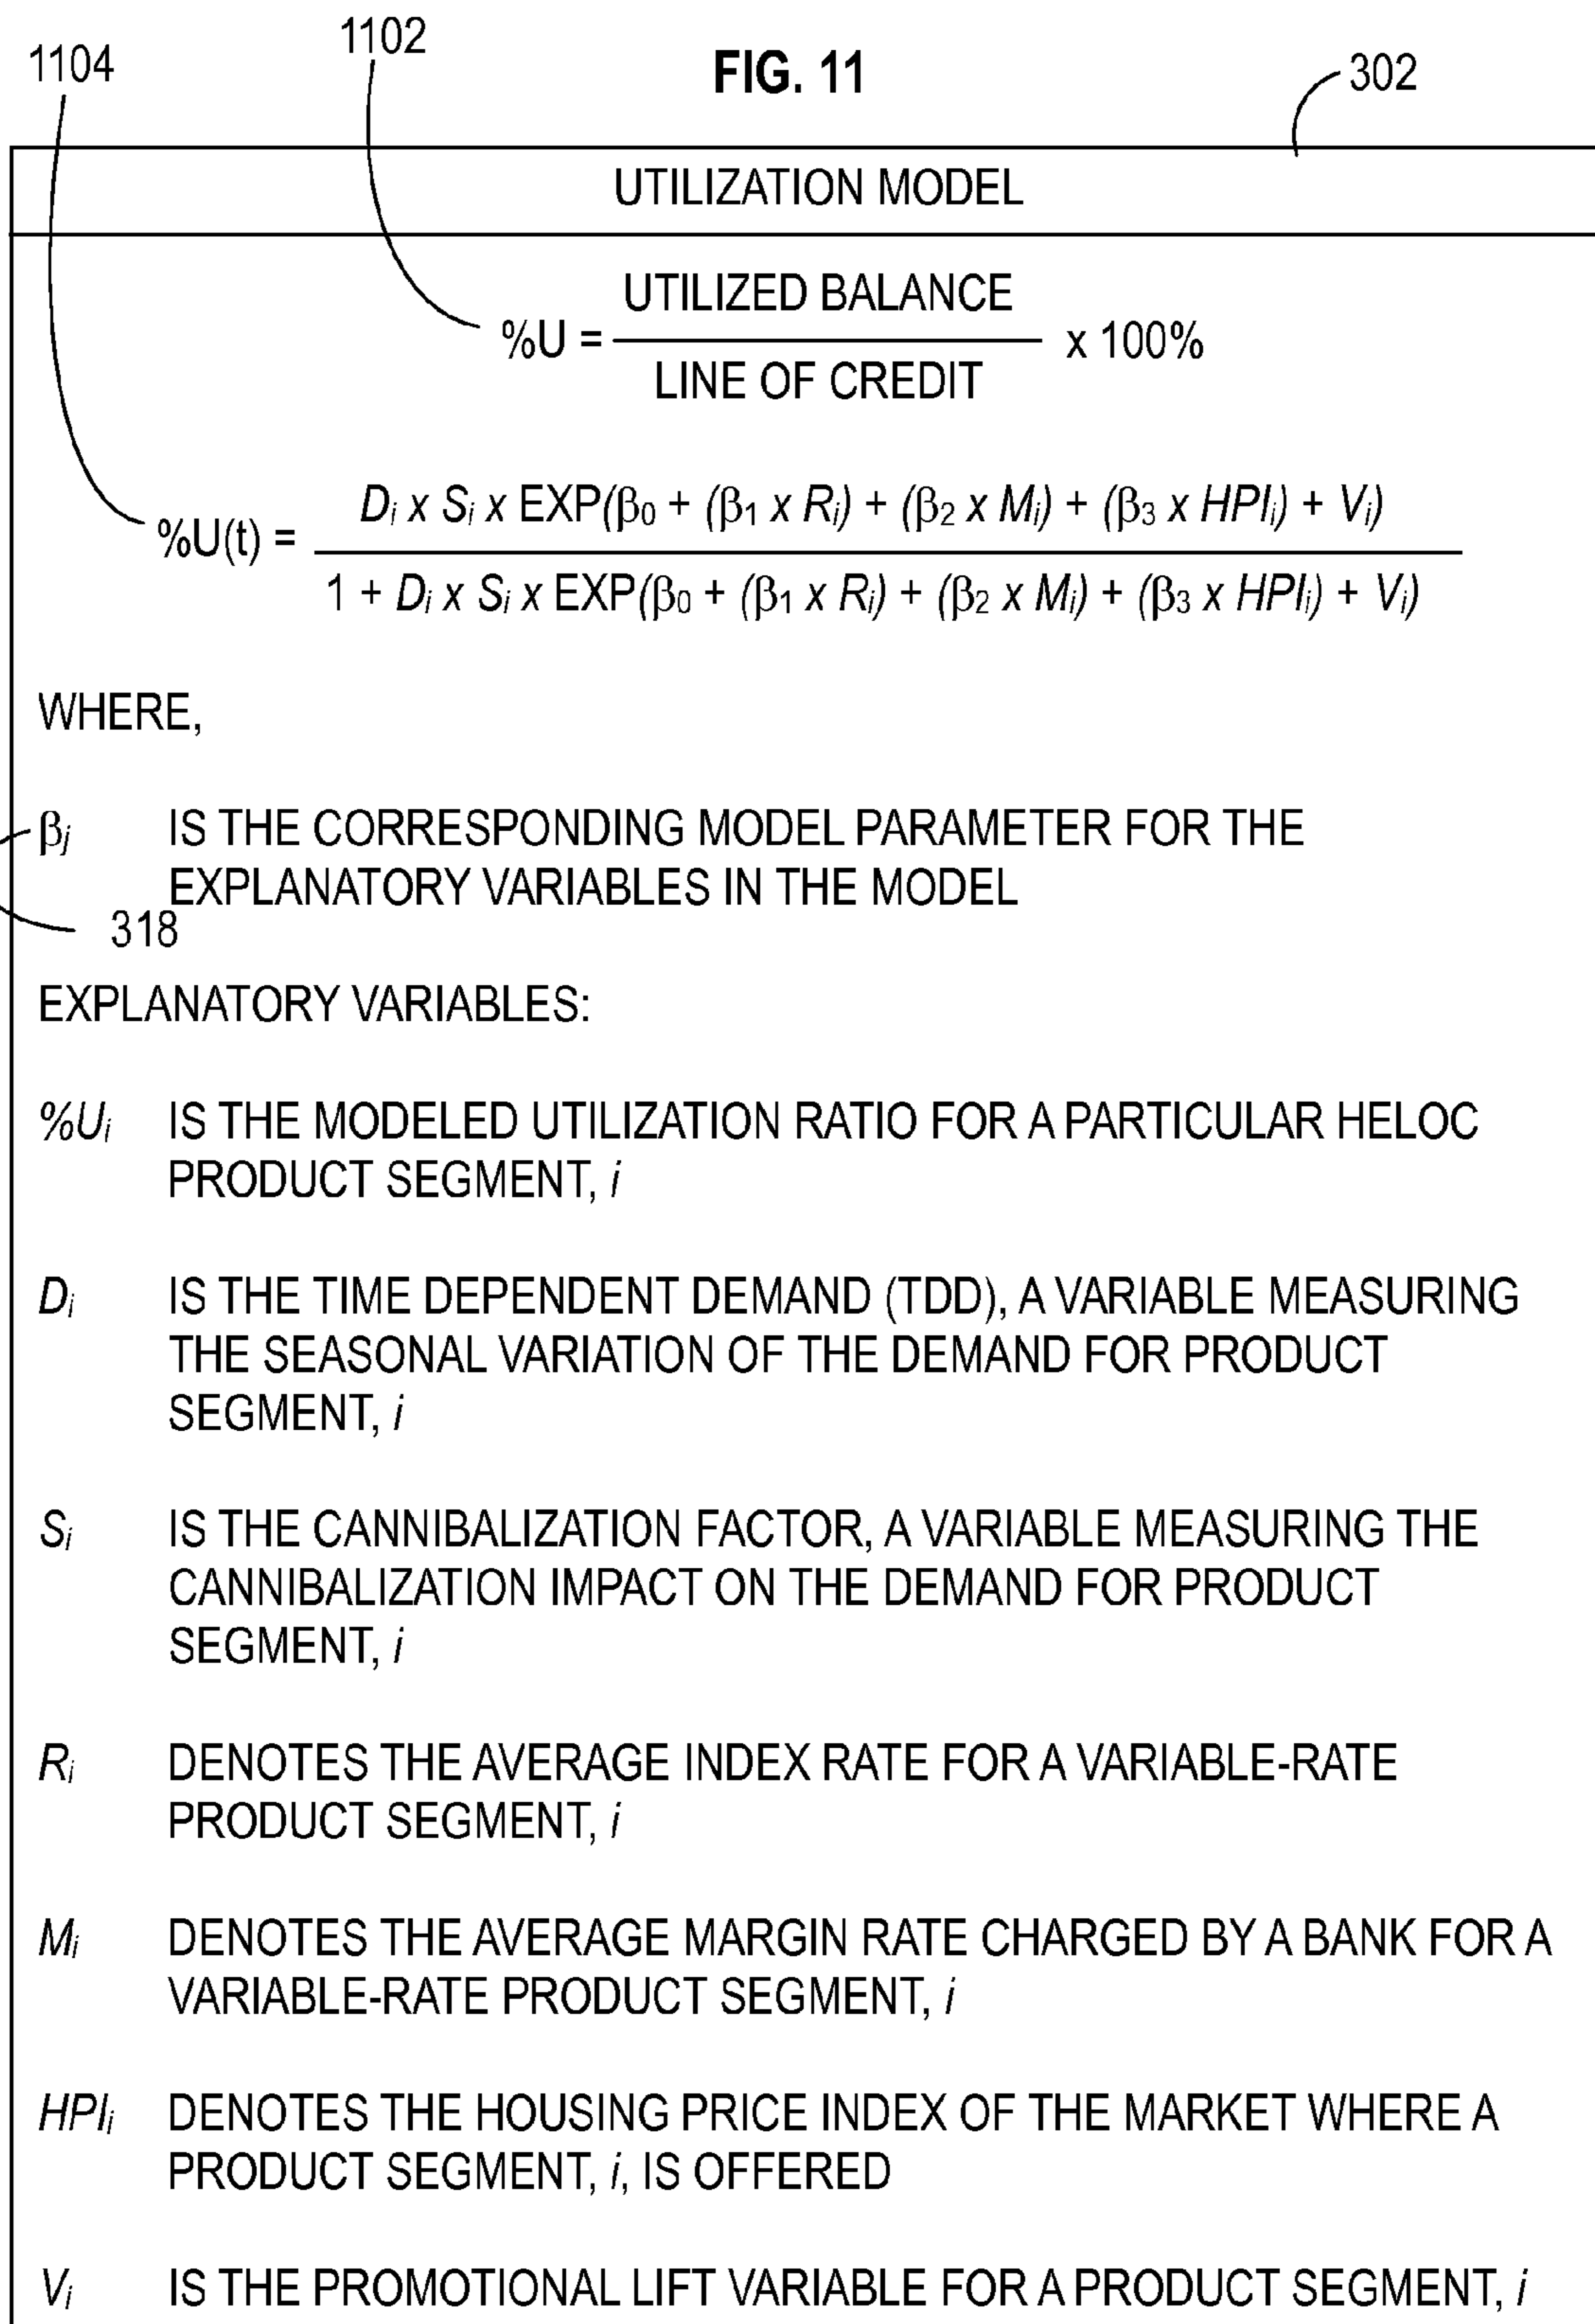 1104
1102
FIG. 11
302
UTILIZATION MODEL
%U = UTILIZED BALANCE / LINE OF CREDIT x 100%
%U(t) = Dᵢ x Sᵢ x EXP(β₀ + (β₁ x Rᵢ) + (β₂ x Mᵢ) + (β₃ x HPIᵢ) + Vᵢ) / 1 + Dᵢ x Sᵢ x EXP(β₀ + (β₁ x Rᵢ) + (β₂ x Mᵢ) + (β₃ x HPIᵢ) + Vᵢ)
WHERE,
βⱼ IS THE CORRESPONDING MODEL PARAMETER FOR THE
EXPLANATORY VARIABLES IN THE MODEL
318
EXPLANATORY VARIABLES:
%Uᵢ IS THE MODELED UTILIZATION RATIO FOR A PARTICULAR HELOC
PRODUCT SEGMENT, i
Dᵢ IS THE TIME DEPENDENT DEMAND (TDD), A VARIABLE MEASURING
THE SEASONAL VARIATION OF THE DEMAND FOR PRODUCT
SEGMENT, i
Sᵢ IS THE CANNIBALIZATION FACTOR, A VARIABLE MEASURING THE
CANNIBALIZATION IMPACT ON THE DEMAND FOR PRODUCT
SEGMENT, i
Rᵢ DENOTES THE AVERAGE INDEX RATE FOR A VARIABLE-RATE
PRODUCT SEGMENT, i
Mᵢ DENOTES THE AVERAGE MARGIN RATE CHARGED BY A BANK FOR A
VARIABLE-RATE PRODUCT SEGMENT, i
HPIᵢ DENOTES THE HOUSING PRICE INDEX OF THE MARKET WHERE A
PRODUCT SEGMENT, i, IS OFFERED
Vᵢ IS THE PROMOTIONAL LIFT VARIABLE FOR A PRODUCT SEGMENT, i